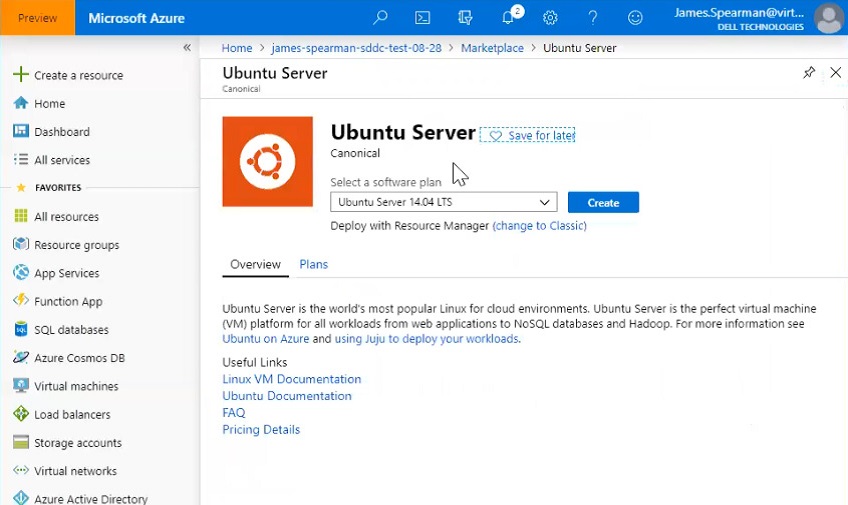 Preview
Microsoft Azure
2
James.Spearman@virt...
DELL TECHNOLOGIES
«
Home > james-spearman-sddc-test-08-28 > Marketplace > Ubuntu Server
Create a resource
Home
Dashboard
All services
FAVORITES
All resources
Resource groups
App Services
Function App
SQL databases
Azure Cosmos DB
Virtual machines
Load balancers
Storage accounts
Virtual networks
Azure Active Directory
Ubuntu Server
Canonical
Ubuntu Server
Save for later
Canonical
Select a software plan
Ubuntu Server 14.04 LTS
Create
Deploy with Resource Manager (change to Classic)
Overview
Plans
Ubuntu Server is the world's most popular Linux for cloud environments. Ubuntu Server is the perfect virtual machine
(VM) platform for all workloads from web applications to NoSQL databases and Hadoop. For more information see
Ubuntu on Azure and using Juju to deploy your workloads.
Useful Links
Linux VM Documentation
Ubuntu Documentation
FAQ
Pricing Details